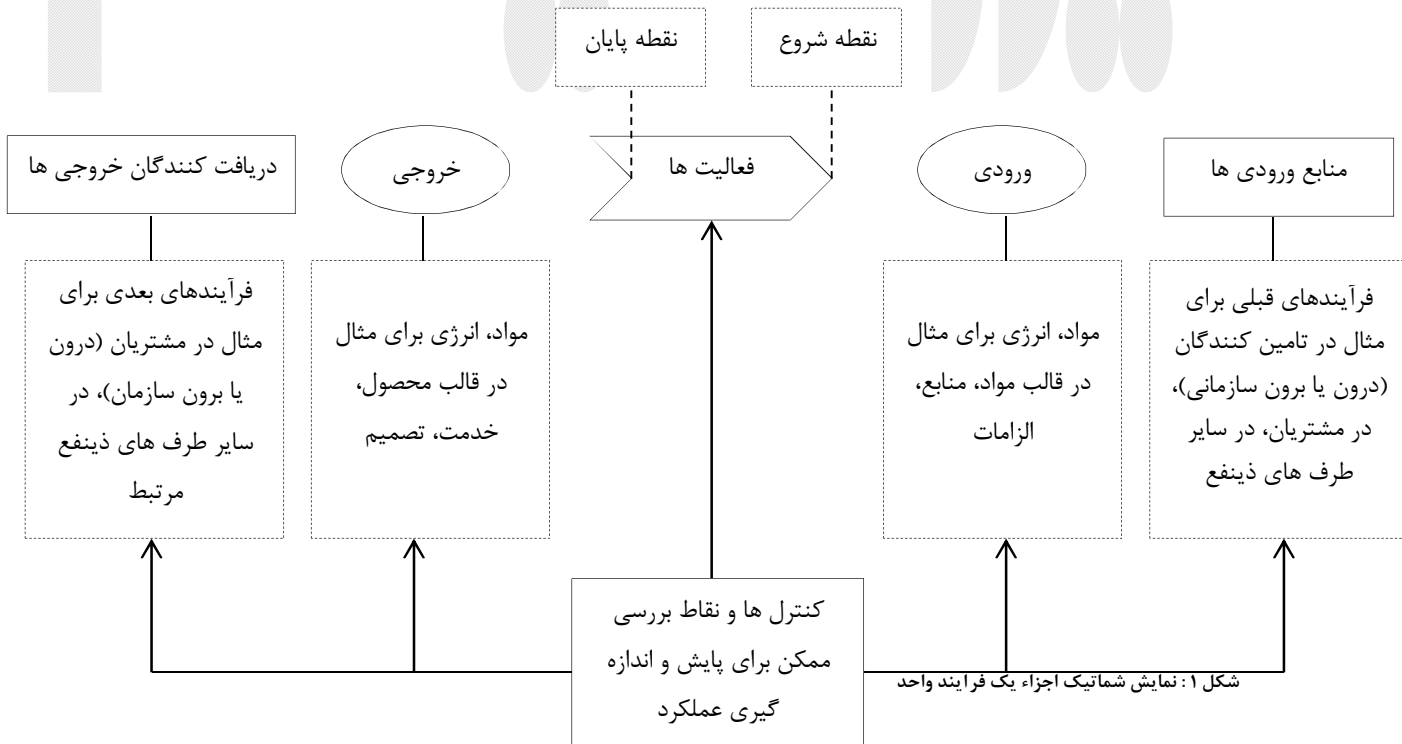 نقطه شروع
نقطه پایان
منابع ورودی ها
ورودی
فعالیت ها
خروجی
دریافت کنندگان خروجی ها
فرآیندهای قبلی برای
مثال در تامین کنندگان
(درون یا برون سازمانی)،
در مشتریان، در سایر
طرف های ذینفع
مواد، انرژی برای مثال
در قالب مواد، منابع،
الزامات
مواد، انرژی برای مثال
در قالب محصول،
خدمت، تصمیم
فرآیندهای بعدی برای
مثال در مشتریان (درون
یا برون سازمان)، در
سایر طرف های ذینفع
مرتبط
کنترل ها و نقاط بررسی
ممکن برای پایش و اندازه
گیری عملکرد
شکل ۱ : نمایش شماتیک اجزاء یک فرایند واحد